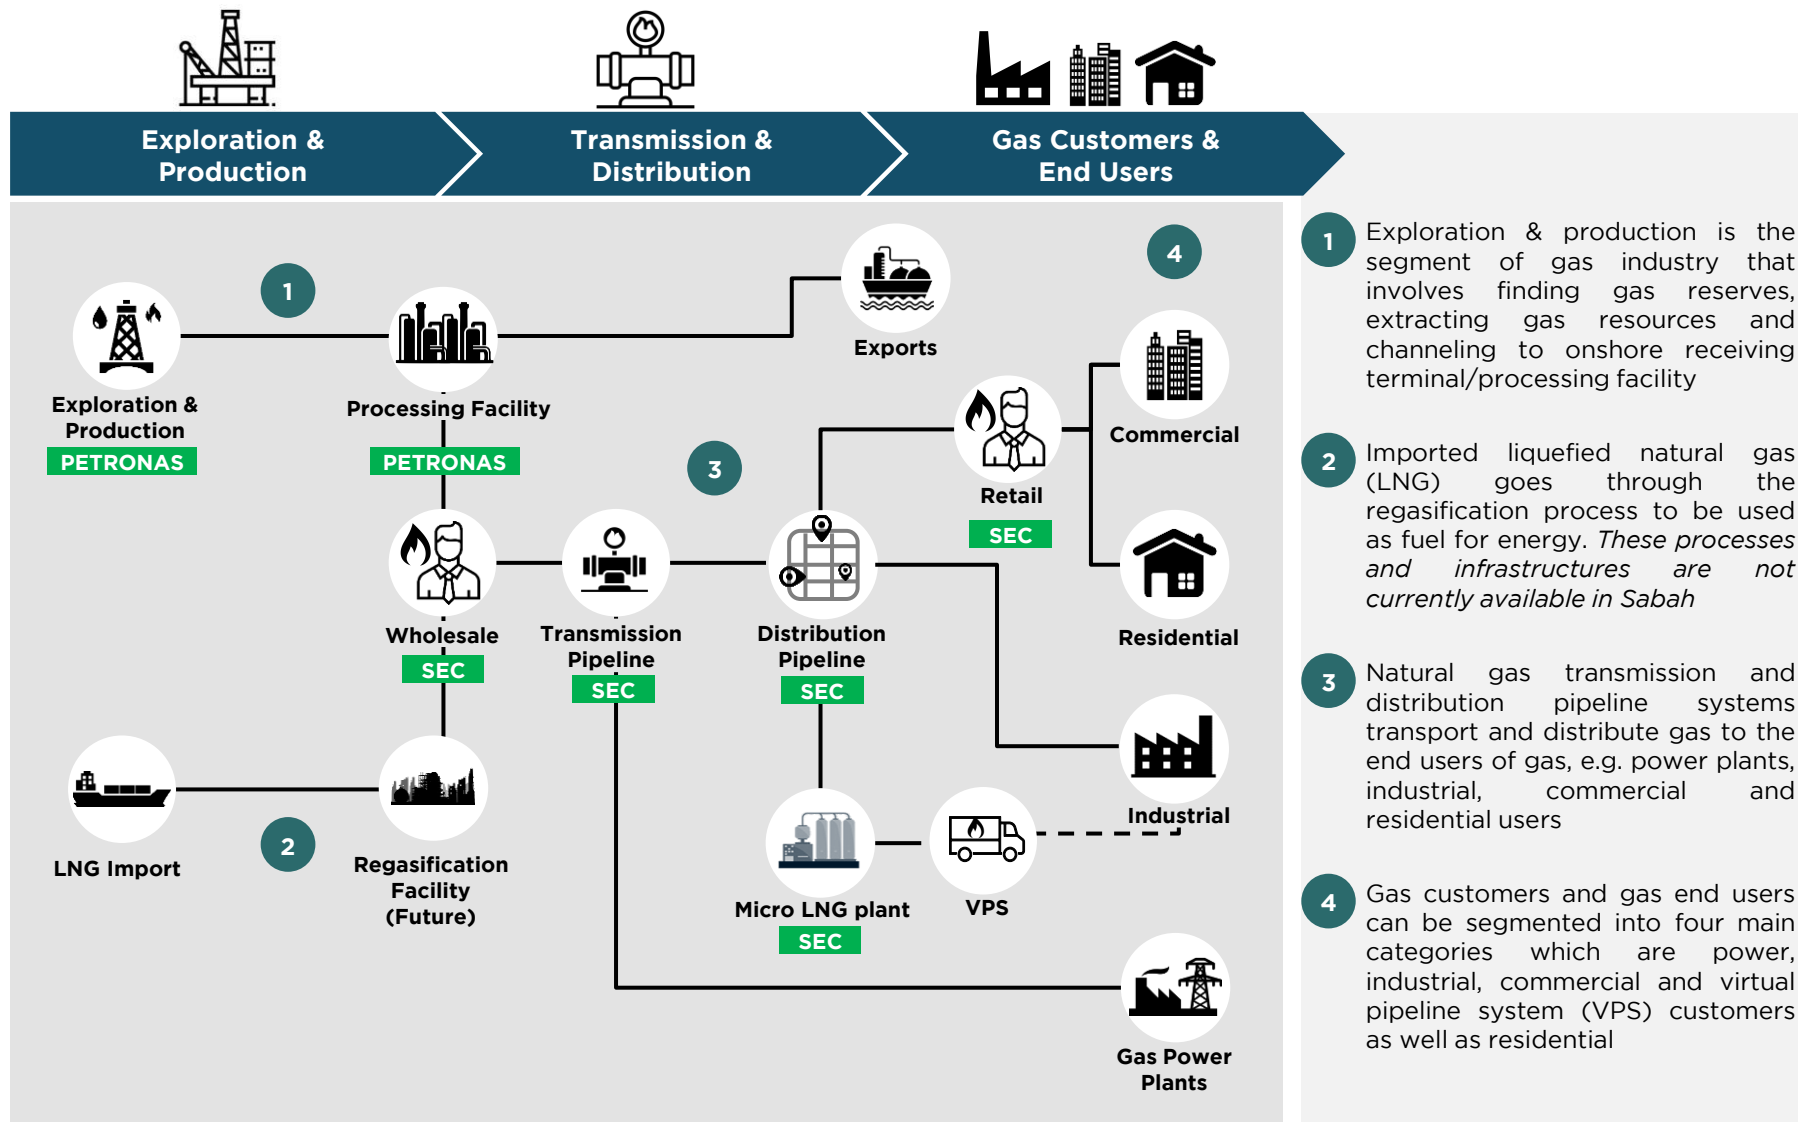 Exploration &
Production
Transmission &
Distribution
Gas Customers &
End Users
1
4
Exports
Exploration &
Production
PETRONAS
Processing Facility
PETRONAS
3
Commercial
Retail
SEC
Wholesale
SEC
Transmission
Pipeline
SEC
Distribution
Pipeline
SEC
Residential
Industrial
LNG Import
2
Regasification
Facility
(Future)
Micro LNG plant
SEC
VPS
Gas Power
Plants
1
Exploration & production is the
segment of gas industry that
involves finding gas reserves,
extracting gas resources and
channeling to onshore receiving
terminal/processing facility
2
Imported liquefied natural gas
(LNG) goes through the
regasification process to be used
as fuel for energy. These processes
and infrastructures are not
currently available in Sabah
3
Natural gas transmission and
distribution pipeline systems
transport and distribute gas to the
end users of gas, e.g. power plants,
industrial, commercial and
residential users
4
Gas customers and gas end users
can be segmented into four main
categories which are power,
industrial, commercial and virtual
pipeline system (VPS) customers
as well as residential